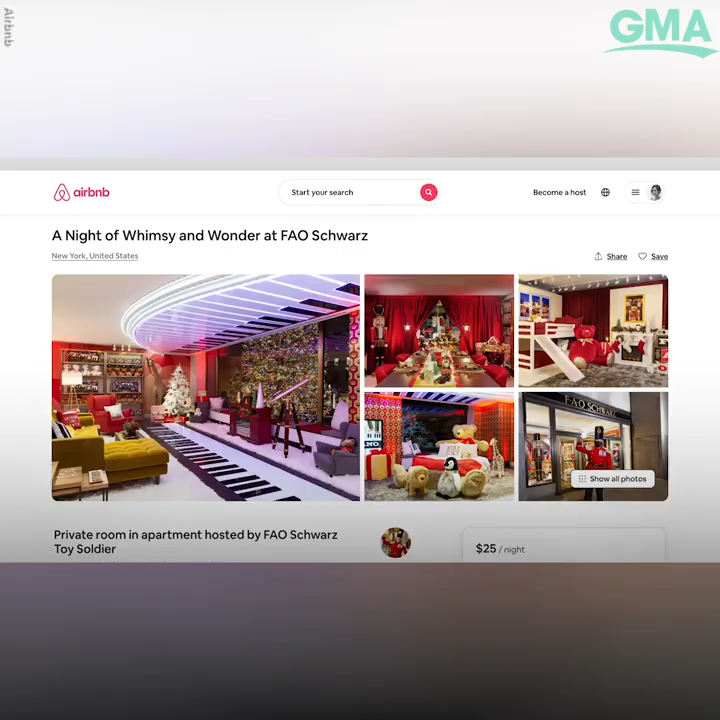 Airbnb
GMA
airbnb
Start your search
Become a host
A Night of Whimsy and Wonder at FAO Schwarz
New York, United States
Share
Save
FAO SCHWARZ
NO.
Show all photos
Private room in apartment hosted by FAO Schwarz
Toy Soldier
$25 / night